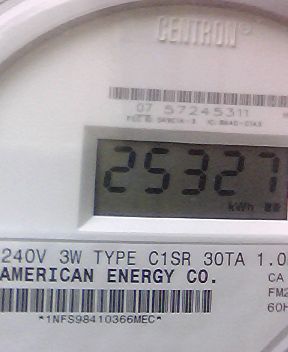 CENTRON®
07 57245311
25327
kWh
240V 3W TYPE C1SR 30TA 1.0
CA
AMERICAN ENERGY CO.
FM2
60H
*1NFS98410366MEC*